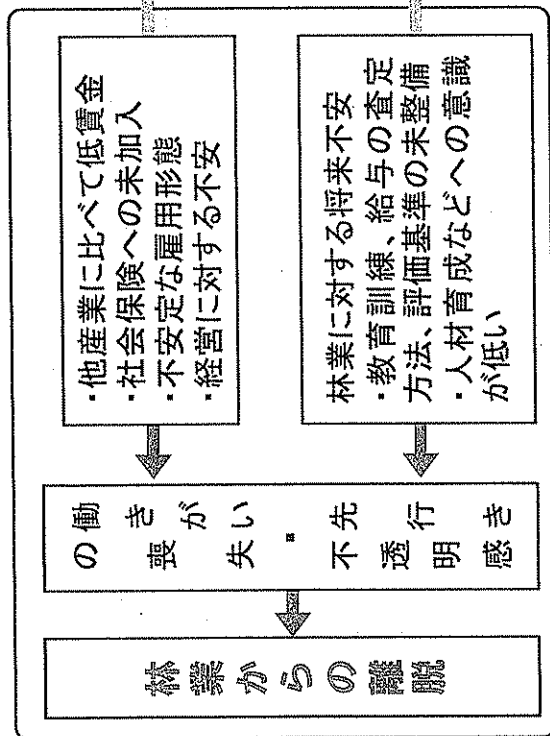 ・他産業に比べて低賃金
・社会保険への未加入
・不安定な雇用形態
・経営に対する不安
林業に対する将来不安
・教育訓練、給与の査定
方法、評価基準の未整備
・人材育成などへの意識
が低い
働きがい
の喪失
・
先行き
不透明感
林業からの離脱